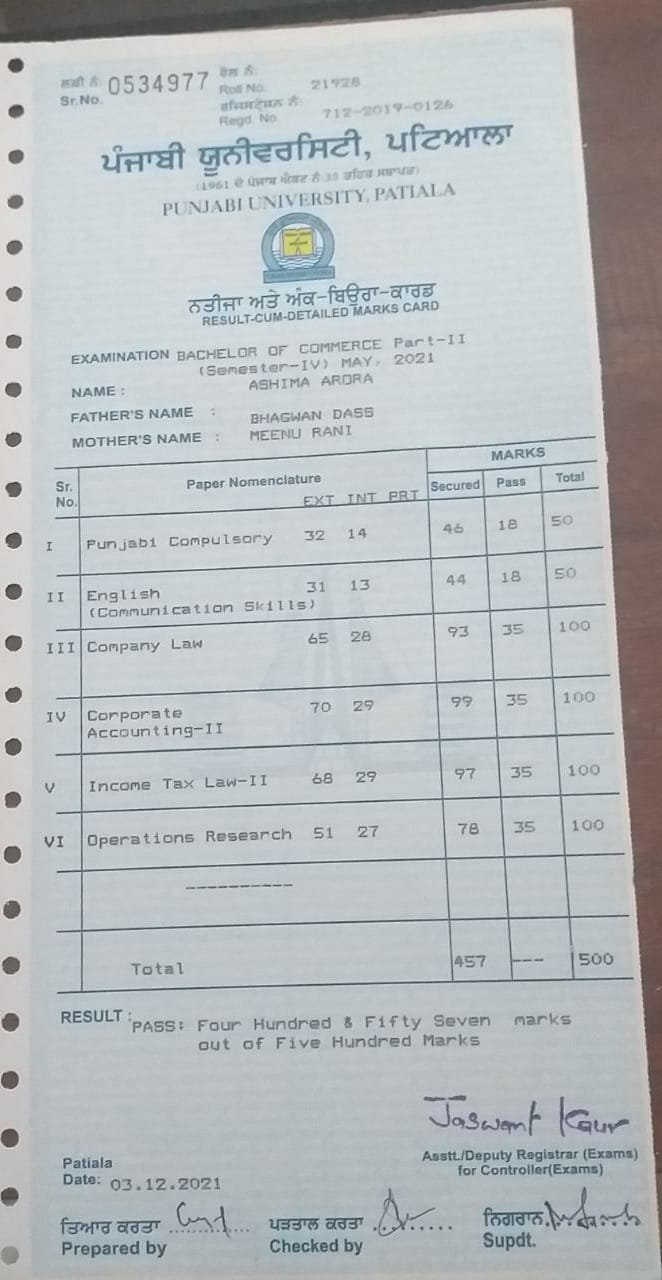 ਲੜੀ ਨੰ: 0534977 ਰੋਲ ਨੰ:
Sr.No. Roll No. 21928
ਰਜਿਸਟ੍ਰੇਸ਼ਨ ਨੰ:
Regd. No. 712-2019-0126
ਪੰਜਾਬੀ ਯੂਨੀਵਰਸਿਟੀ, ਪਟਿਆਲਾ
(1961 ਦੇ ਪੰਜਾਬ ਐਕਟ ਨੰ:35 ਤਹਿਤ ਸਥਾਪਤ)
PUNJABI UNIVERSITY, PATIALA
ਨਤੀਜਾ ਅਤੇ ਅੰਕ-ਬਿਉਰਾ-ਕਾਰਡ
RESULT-CUM-DETAILED MARKS CARD
EXAMINATION BACHELOR OF COMMERCE Part-II
(Semester-IV) MAY, 2021
NAME : ASHIMA ARORA
FATHER'S NAME : BHAGWAN DASS
MOTHER'S NAME : MEENU RANI
MARKS
Sr. No. Paper Nomenclature EXT INT PRT Secured Pass Total
I Punjabi Compulsory 32 14 46 18 50
II English 31 13 44 18 50
(Communication Skills)
III Company Law 65 28 93 35 100
IV Corporate 70 29 99 35 100
Accounting-II
V Income Tax Law-II 68 29 97 35 100
VI Operations Research 51 27 78 35 100
----------
Total 457 --- 500
RESULT : PASS: Four Hundred & Fifty Seven marks
out of Five Hundred Marks
Jaswant Kaur
Asstt./Deputy Registrar (Exams)
for Controller(Exams)
Patiala
Date: 03.12.2021
ਤਿਆਰ ਕਰਤਾ ਪੜਤਾਲ ਕਰਤਾ ਨਿਗਰਾਨ
Prepared by Checked by Supdt.